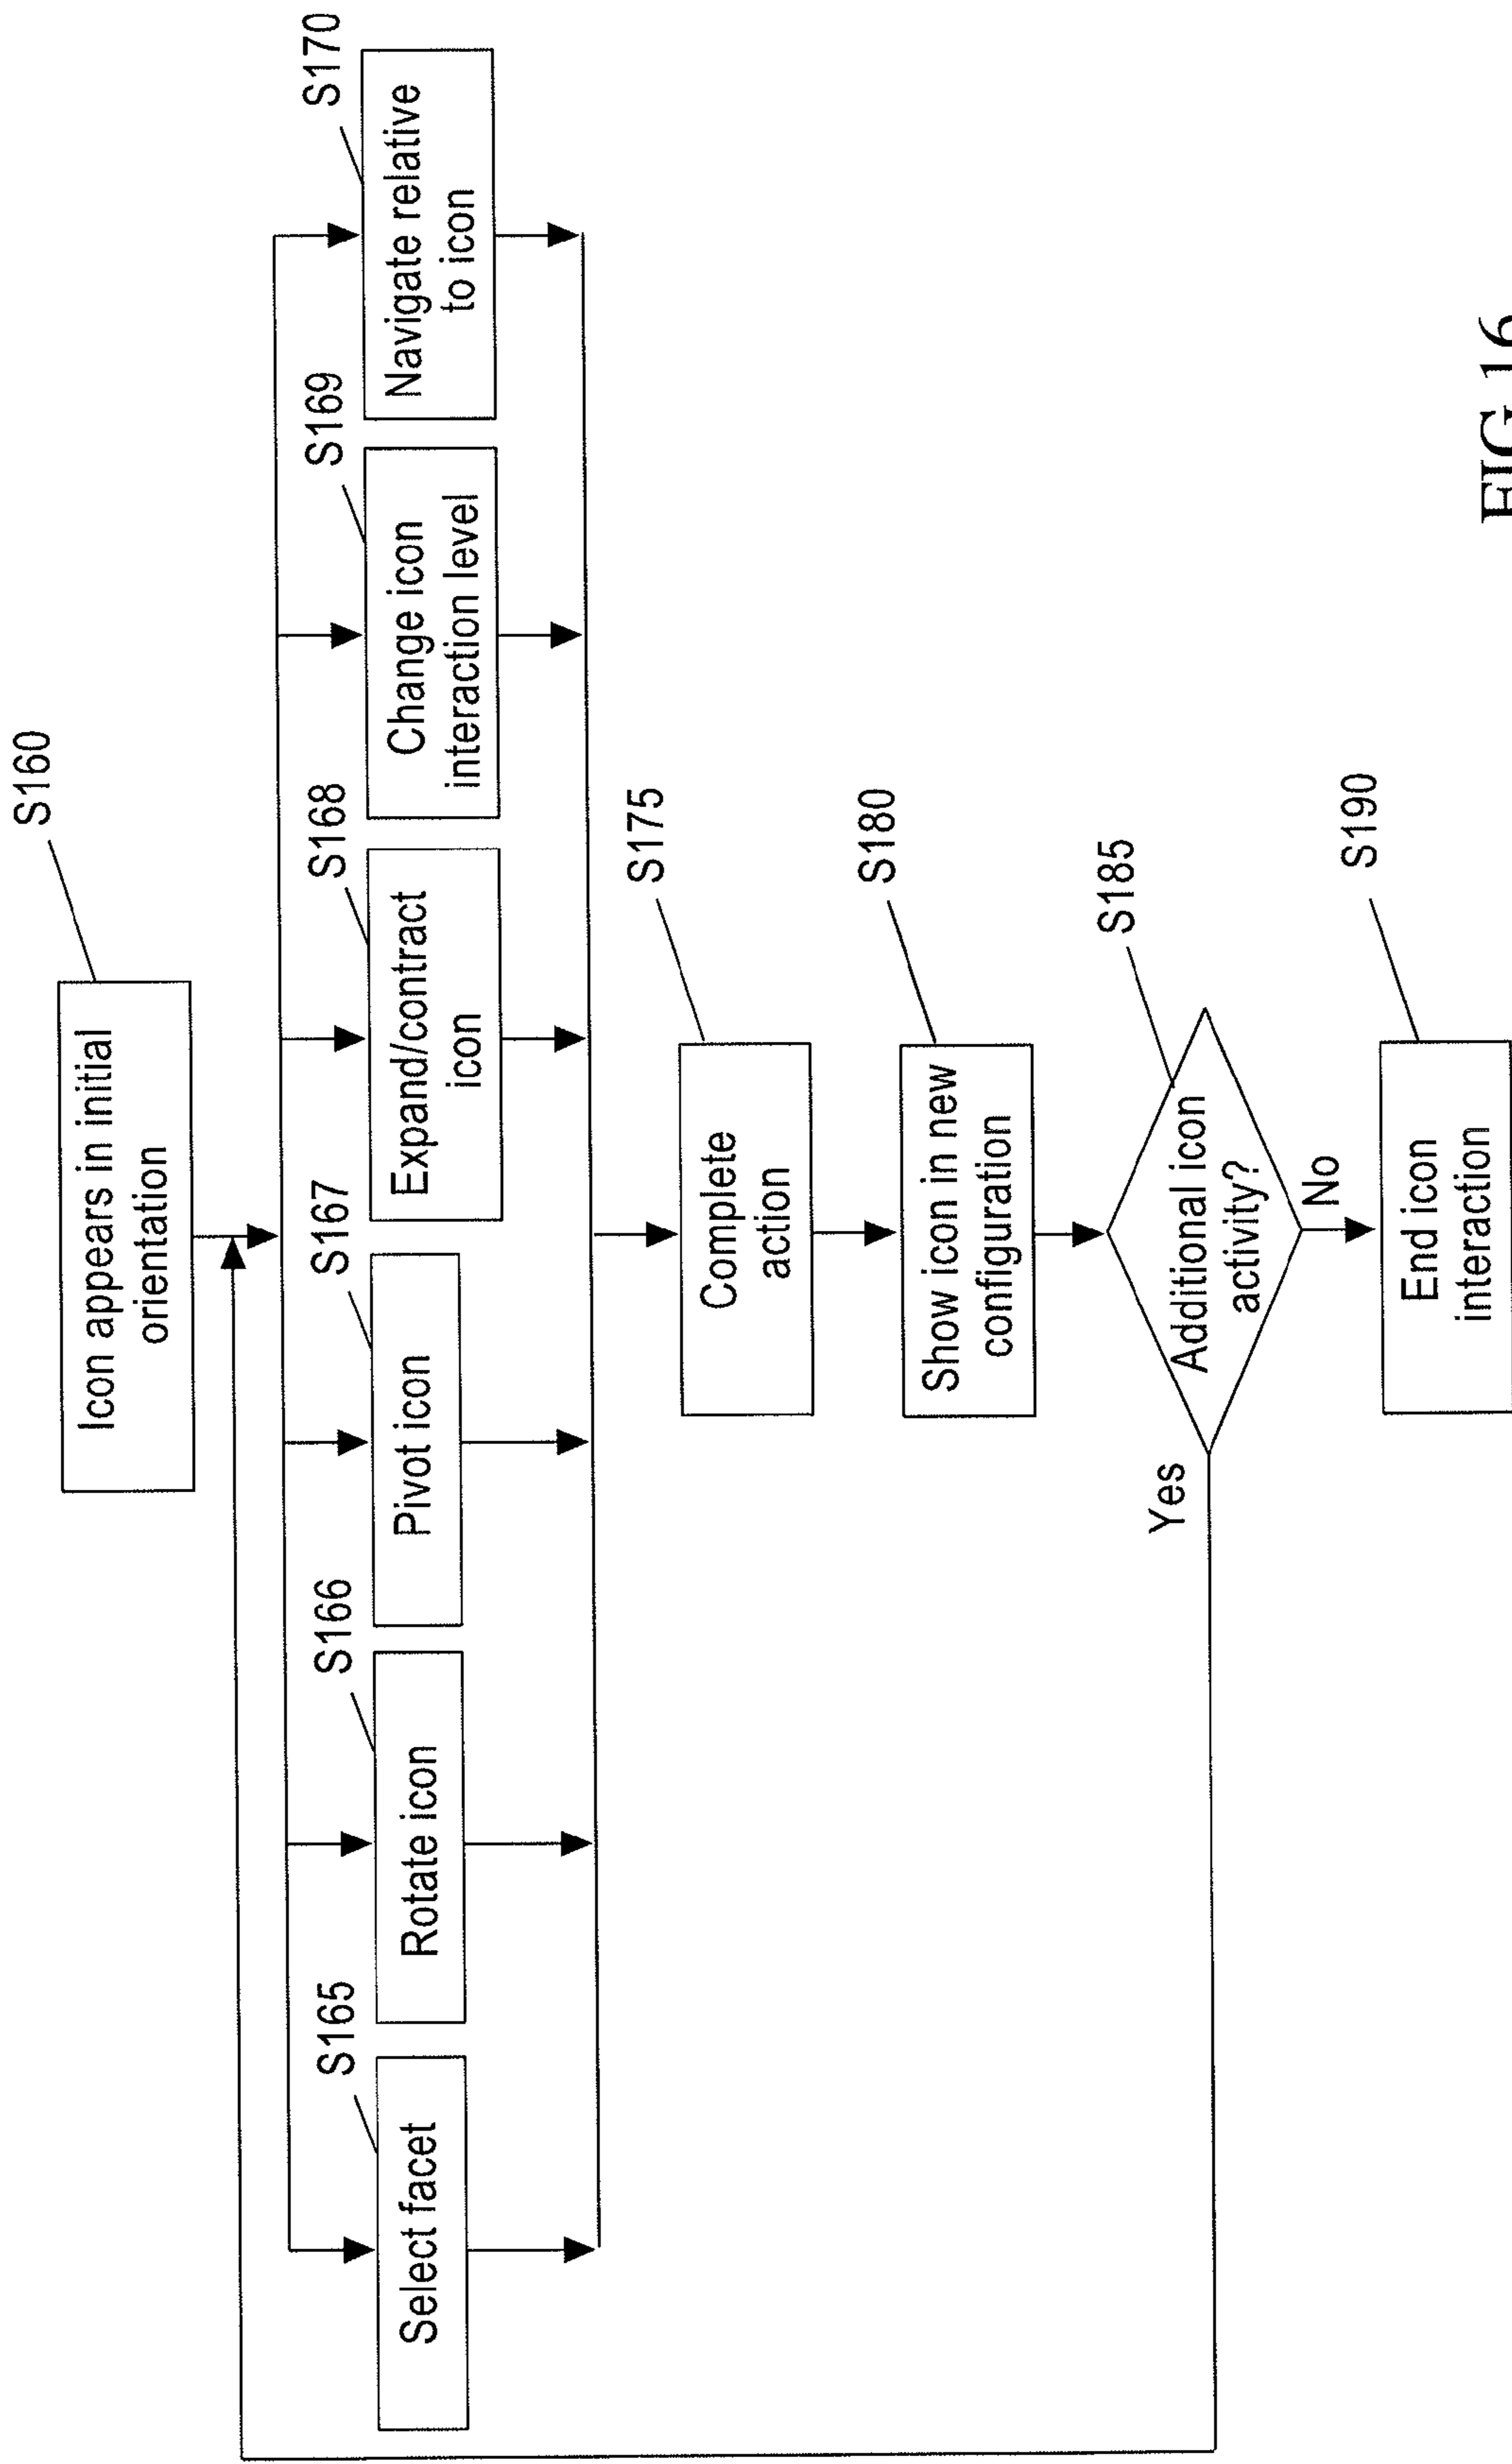 S160
Icon appears in initial
orientation
S165
Select facet
S166
Rotate icon
S167
Pivot icon
S168
Expand/contract
icon
S169
Change icon
interaction level
S170
Navigate relative
to icon
S175
Complete
action
S180
Show icon in new
configuration
S185
Additional icon
activity?
Yes
No
S190
End icon
interaction
FIG 16